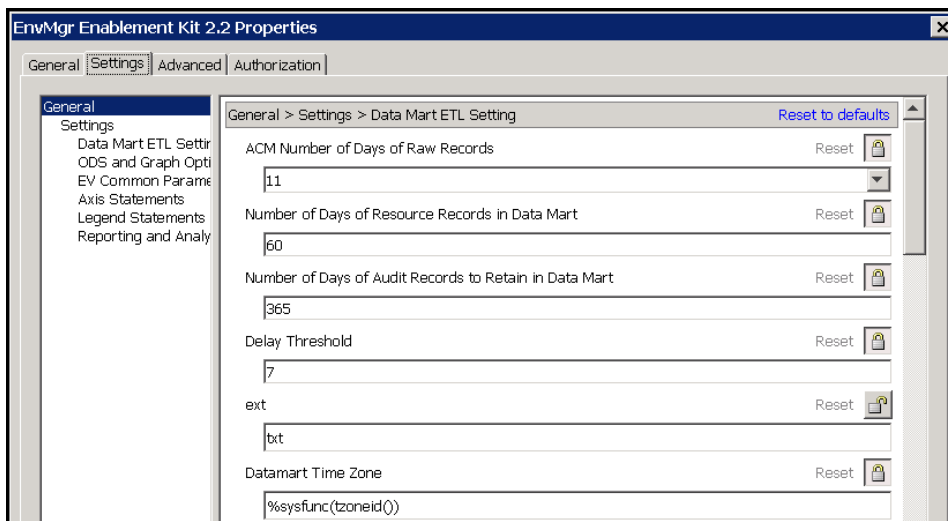 EnvMgr Enablement Kit 2.2 Properties
General Settings Advanced Authorization
General
Settings
Data Mart ETL Settin
ODS and Graph Opti
EV Common Parame
Axis Statements
Legend Statements
Reporting and Analy
General > Settings > Data Mart ETL Setting Reset to defaults
ACM Number of Days of Raw Records Reset
11
Number of Days of Resource Records in Data Mart Reset
60
Number of Days of Audit Records to Retain in Data Mart Reset
365
Delay Threshold Reset
7
ext Reset
txt
Datamart Time Zone Reset
%sysfunc(tzoneid())